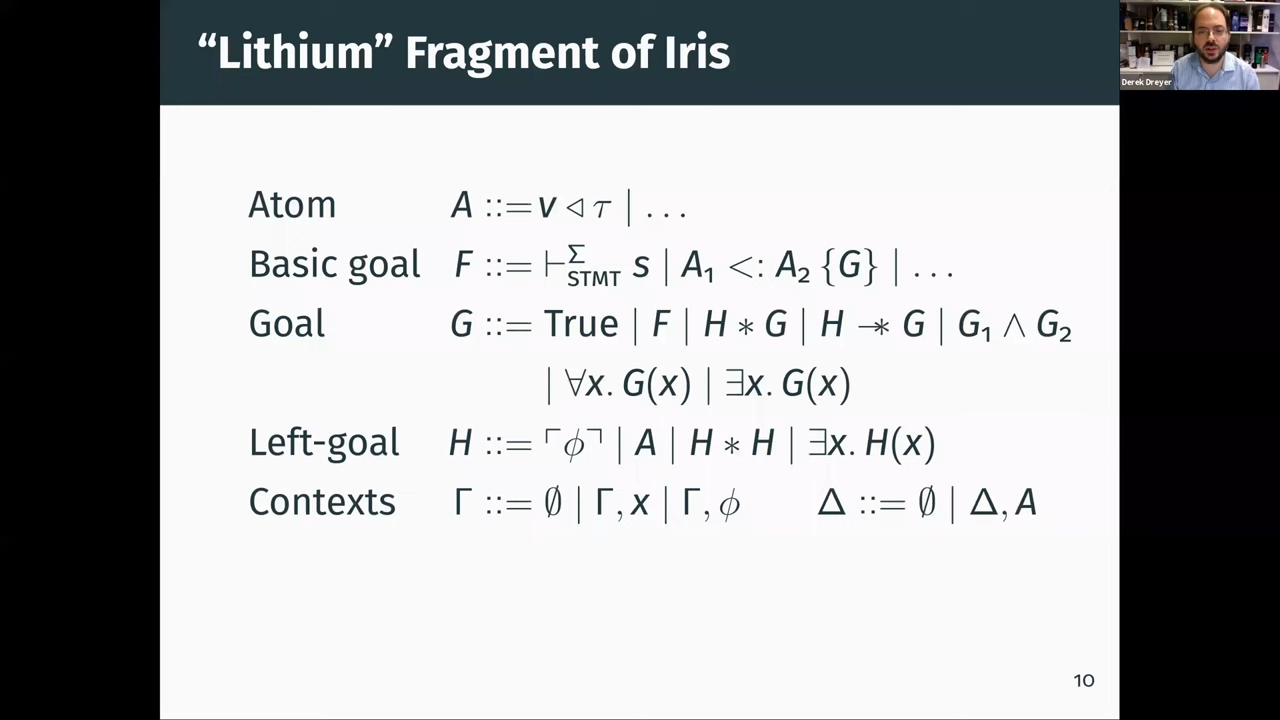 “Lithium” Fragment of Iris
Derek Dreyer
Atom A ::= v ◁ τ | …
Basic goal F ::= ⊢Σ STMT s | A₁ <: A₂ {G} | …
Goal G ::= True | F | H ∗ G | H −∗ G | G₁ ∧ G₂
| ∀x. G(x) | ∃x. G(x)
Left-goal H ::= ⌜ϕ⌝ | A | H ∗ H | ∃x. H(x)
Contexts Γ ::= ∅ | Γ, x | Γ, ϕ Δ ::= ∅ | Δ, A
10